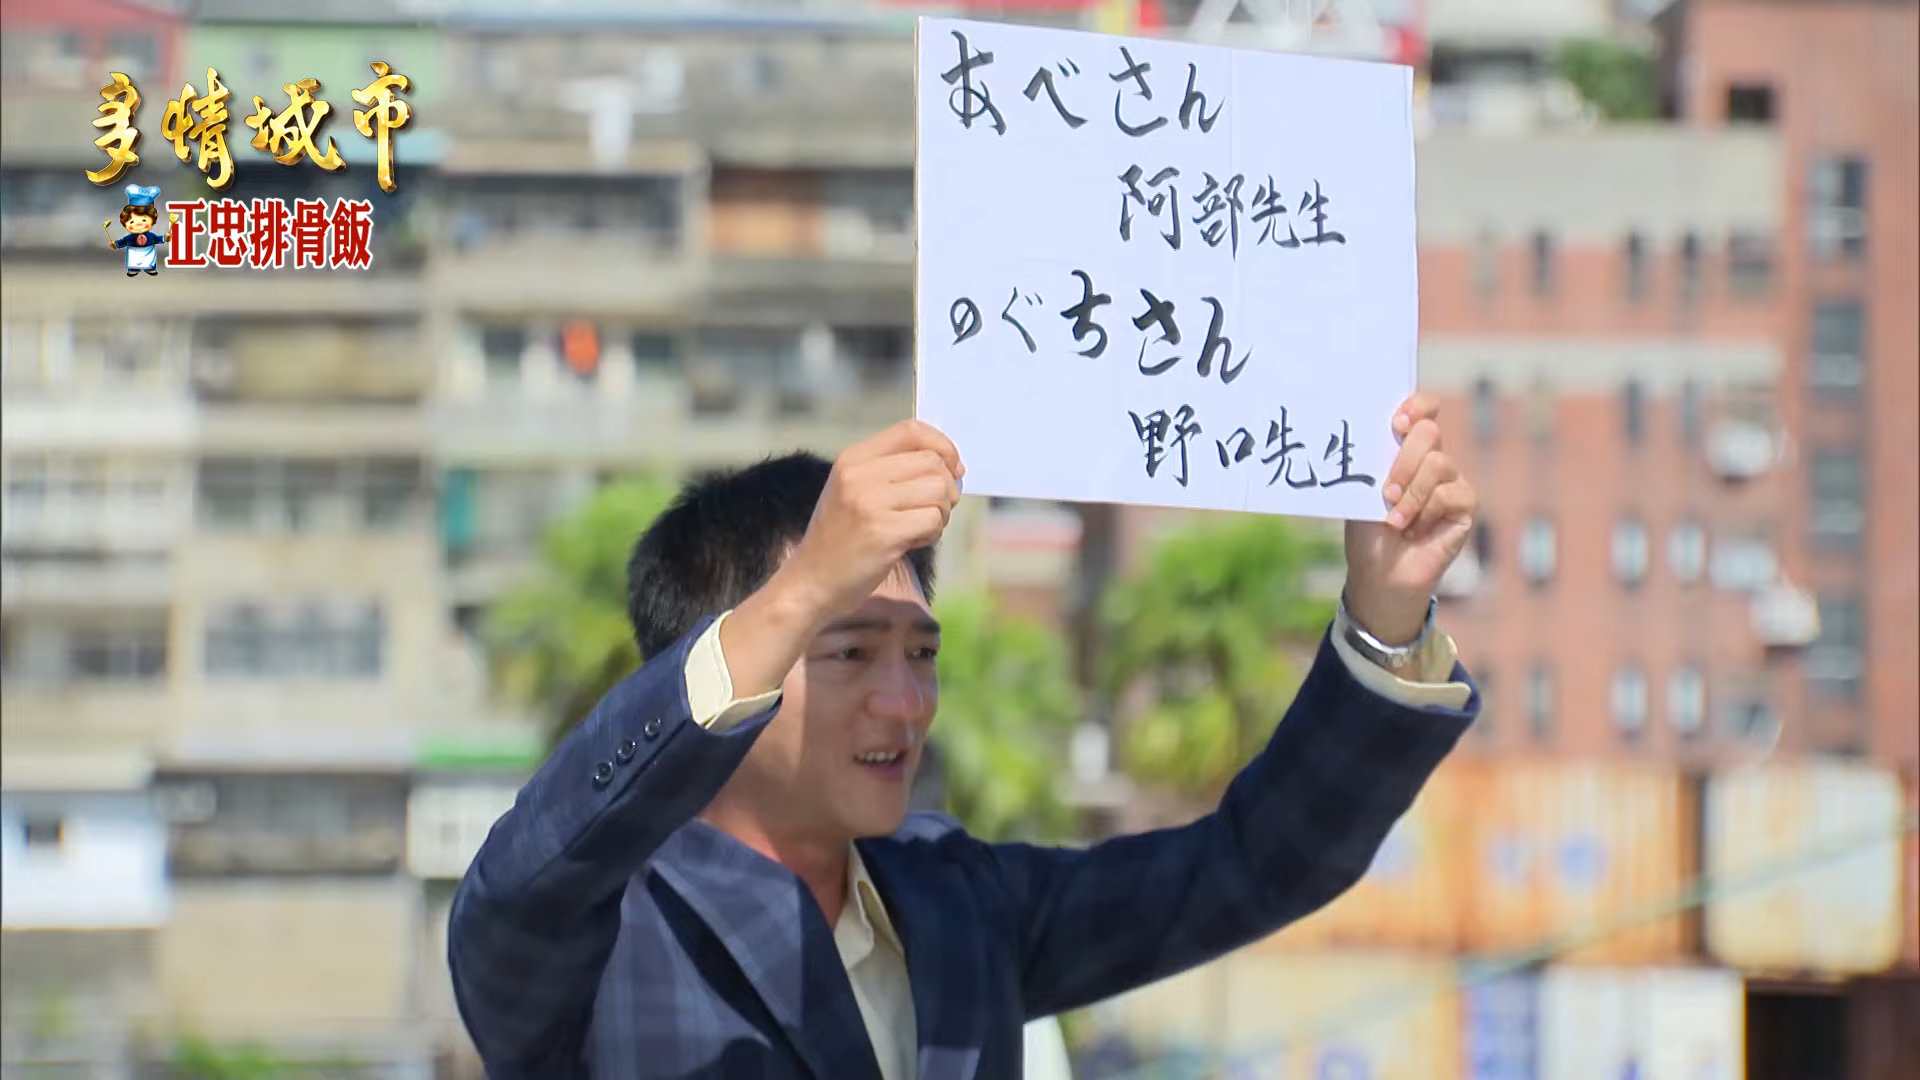 多情城市
正忠排骨飯
あべさん
阿部先生
のぐちさん
野口先生